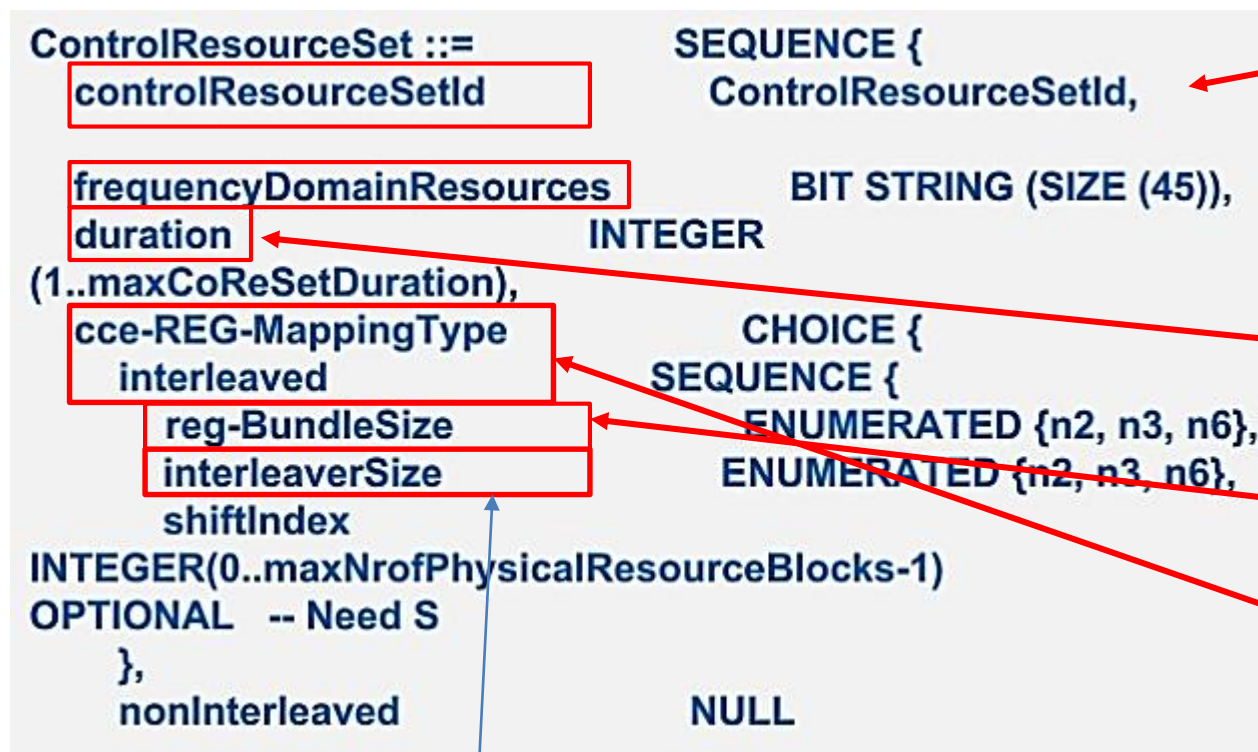 ControlResourceSet ::= SEQUENCE {
controlResourceSetId ControlResourceSetId,
frequencyDomainResources BIT STRING (SIZE (45)),
duration INTEGER
(1..maxCoReSetDuration),
cce-REG-MappingType CHOICE {
interleaved SEQUENCE {
reg-BundleSize ENUMERATED {n2, n3, n6},
interleaverSize ENUMERATED {n2, n3, n6},
shiftIndex
INTEGER(0..maxNrofPhysicalResourceBlocks-1)
OPTIONAL -- Need S
},
nonInterleaved NULL